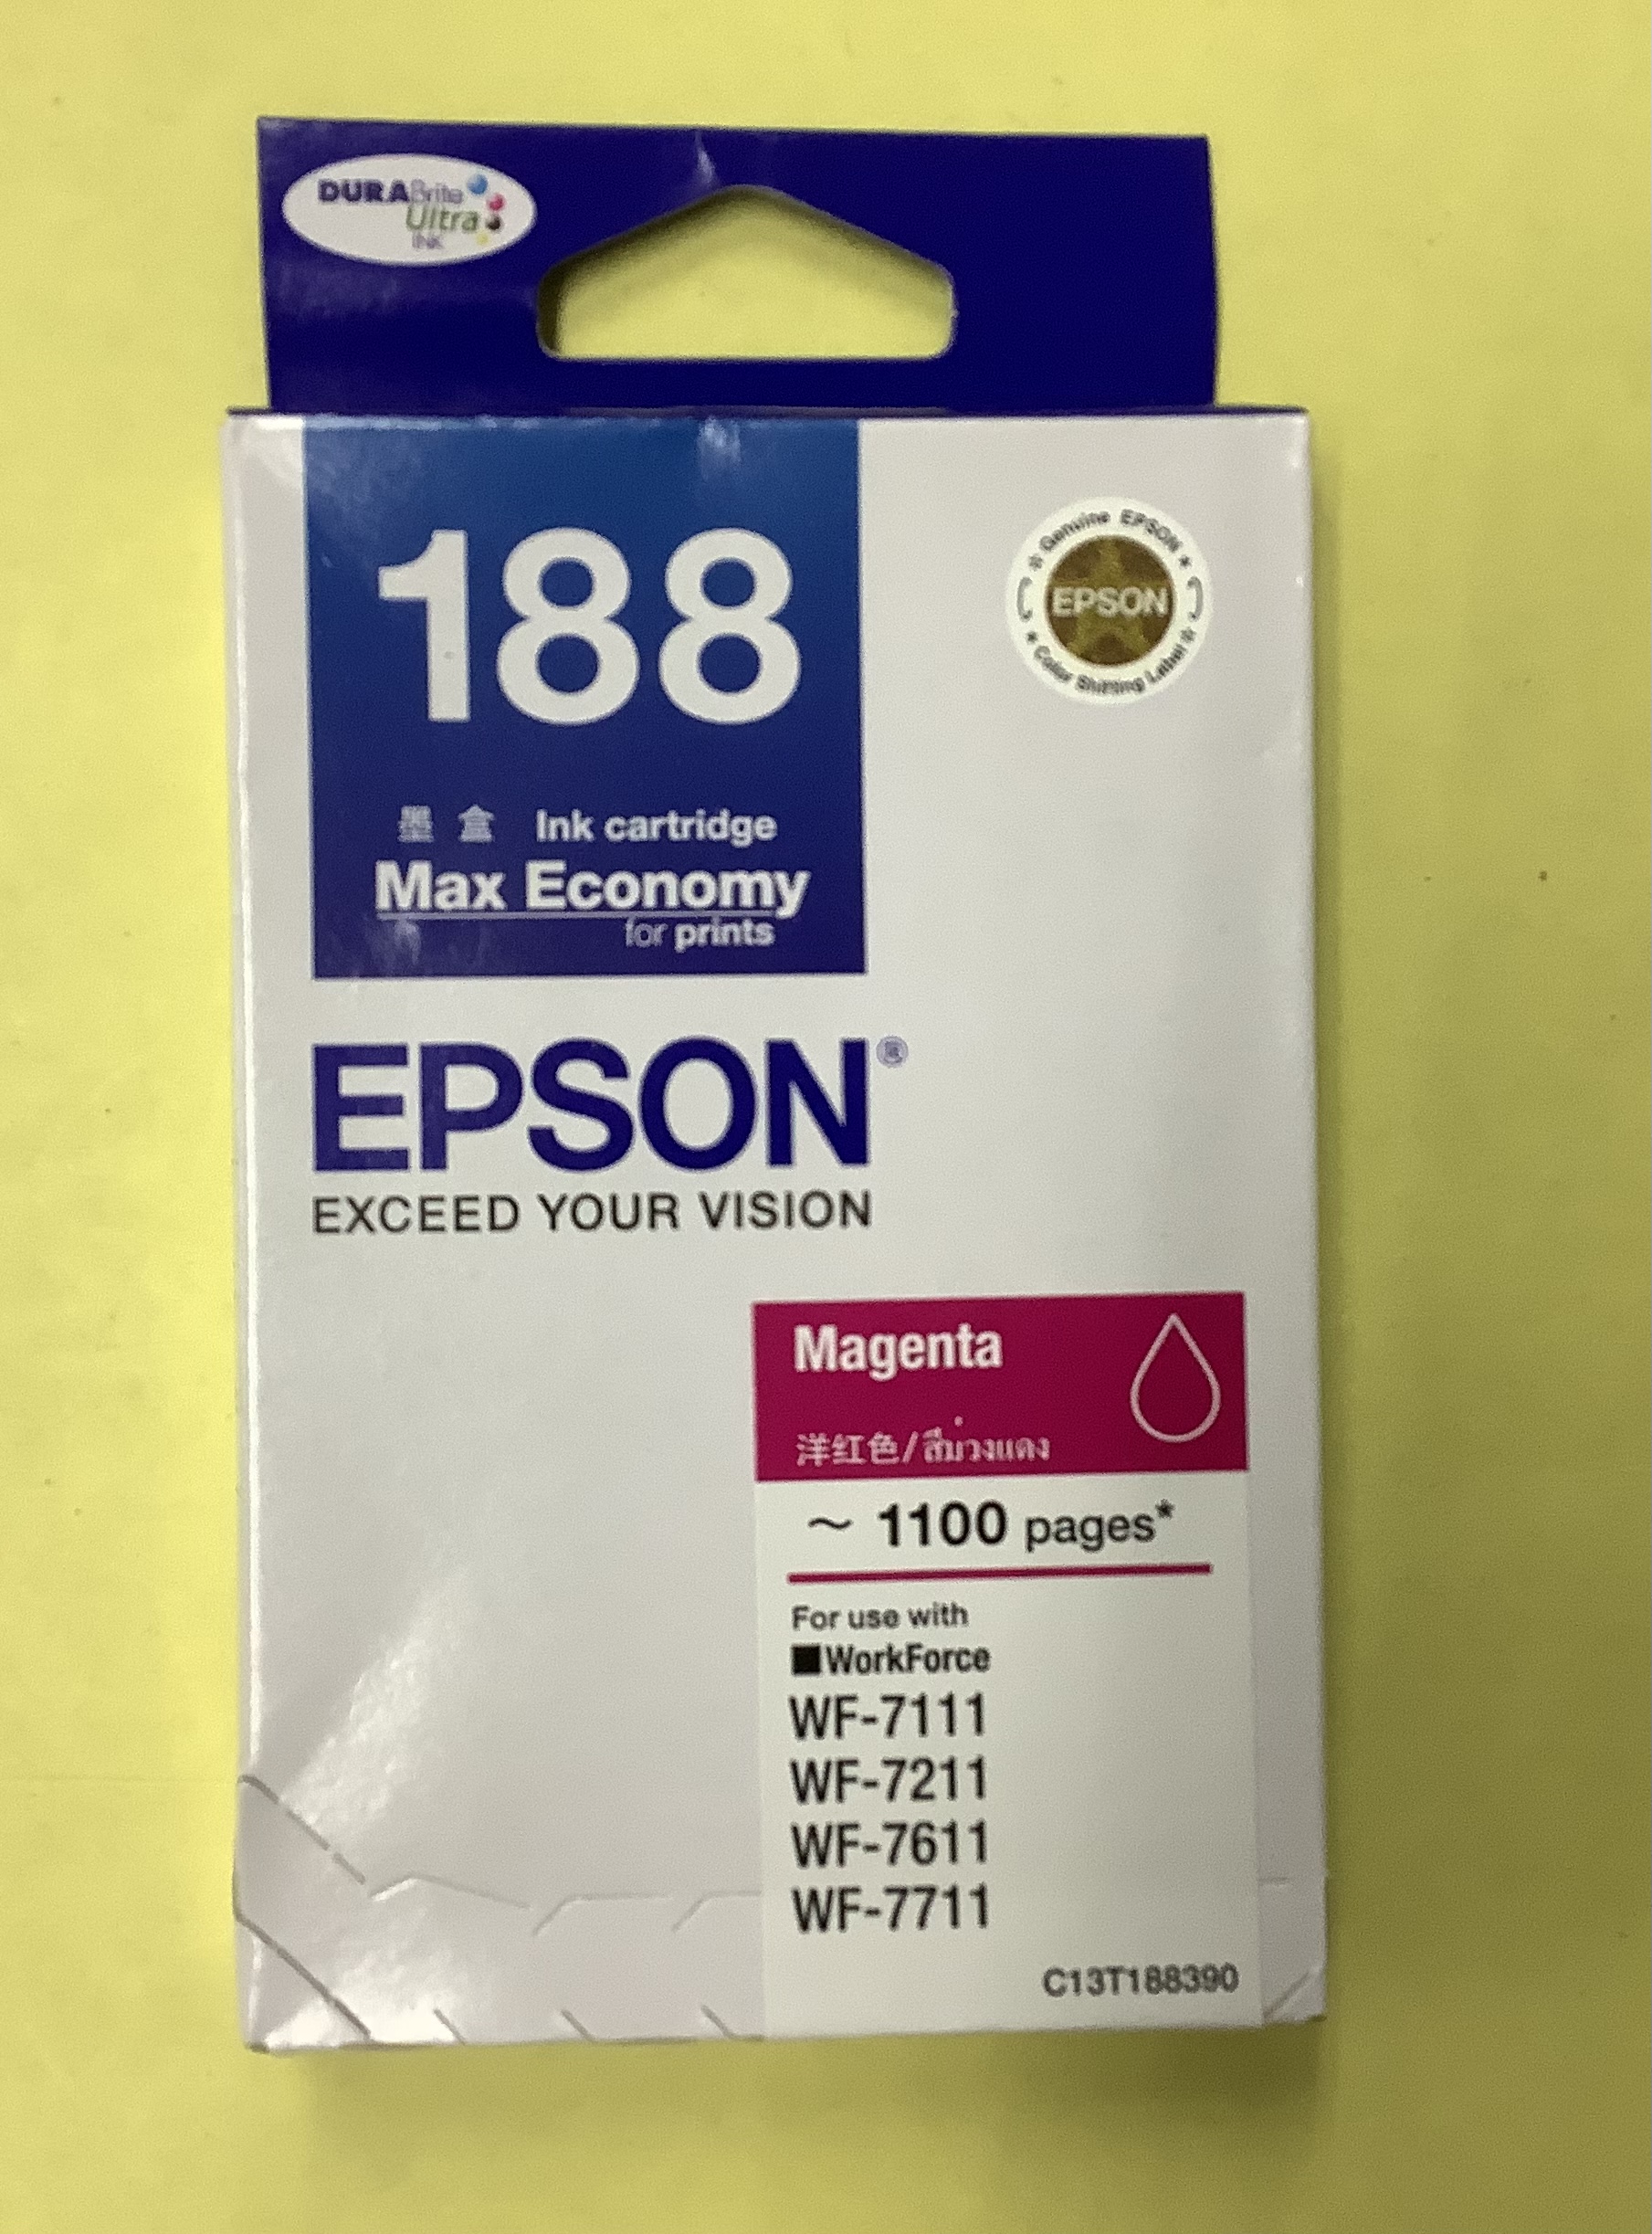 DURABrite
Ultra
INK
188
墨盒 Ink cartridge
Max Economy
for prints
Genuine EPSON
EPSON
Color Shifting Label
EPSON®
EXCEED YOUR VISION
Magenta
洋红色/สีม่วงแดง
~ 1100 pages*
For use with
WorkForce
WF-7111
WF-7211
WF-7611
WF-7711
C13T188390